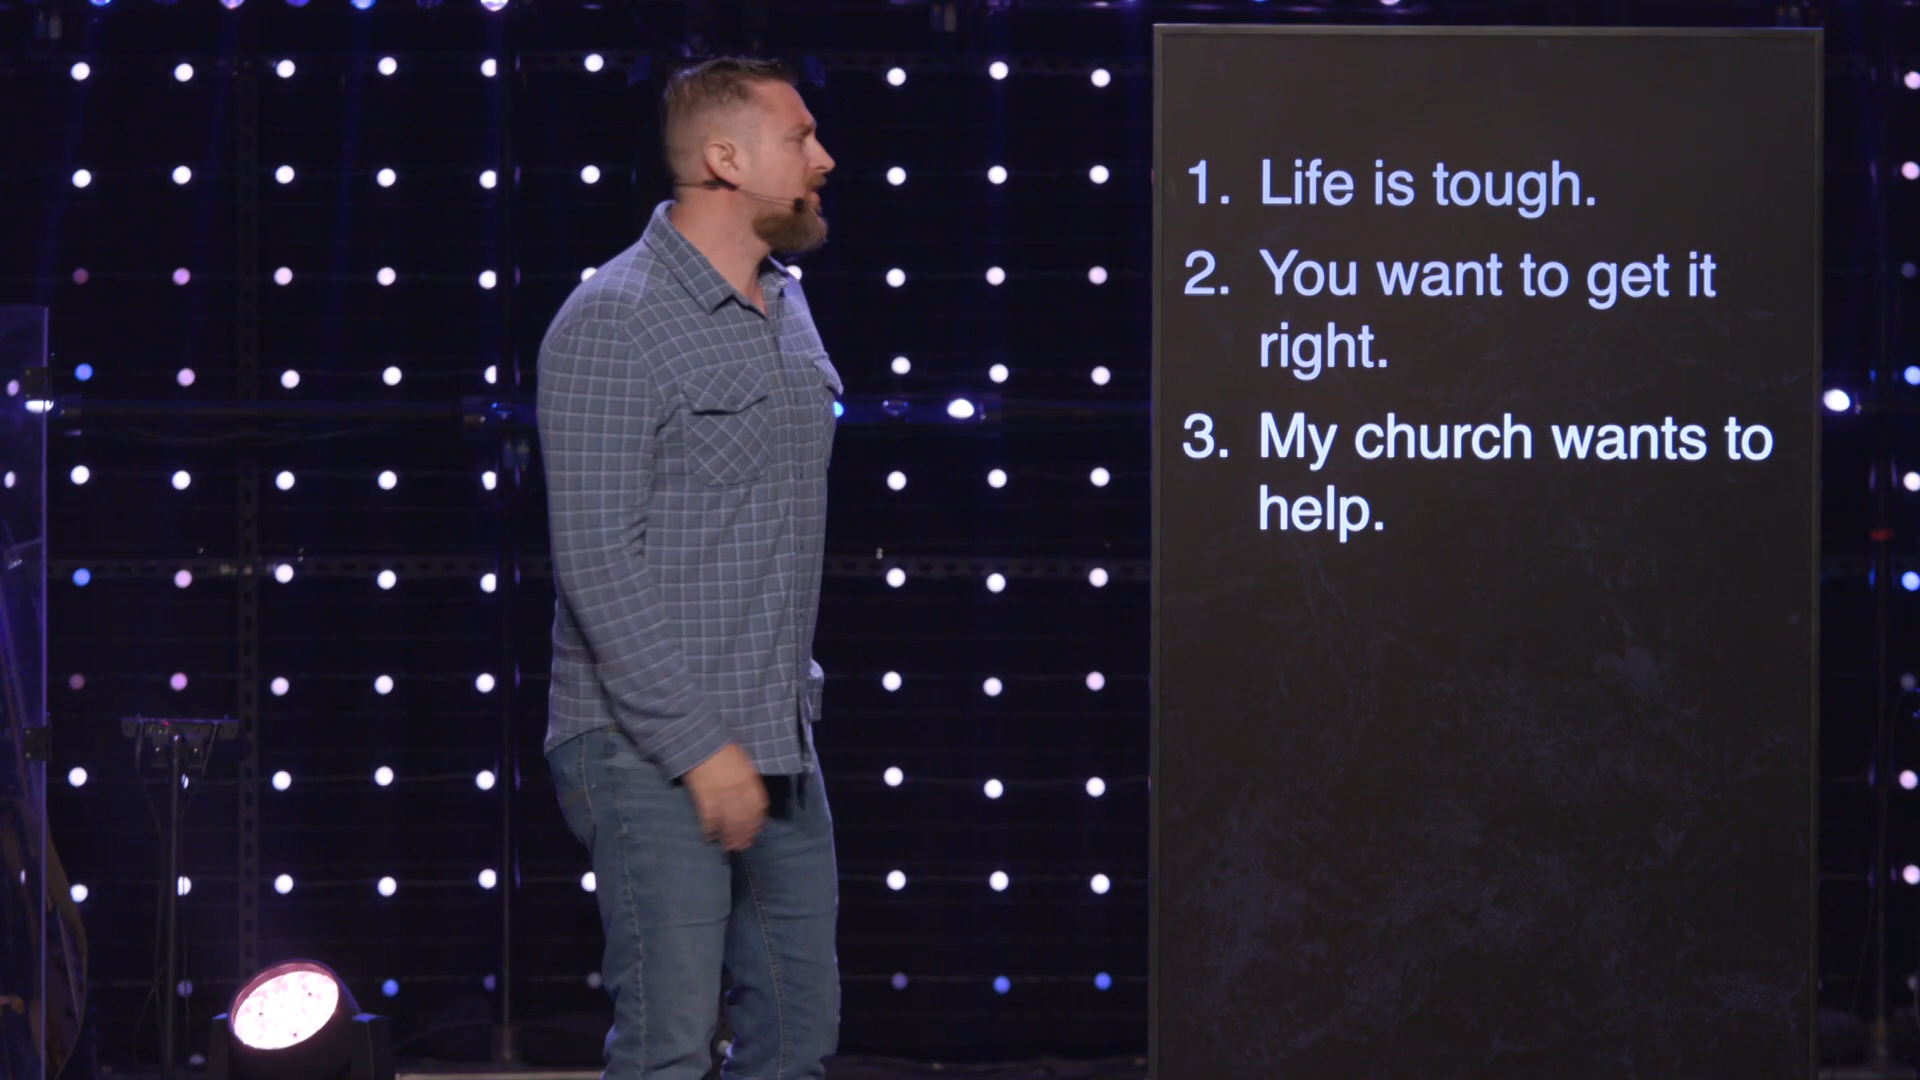 1. Life is tough.
2. You want to get it
right.
3. My church wants to
help.